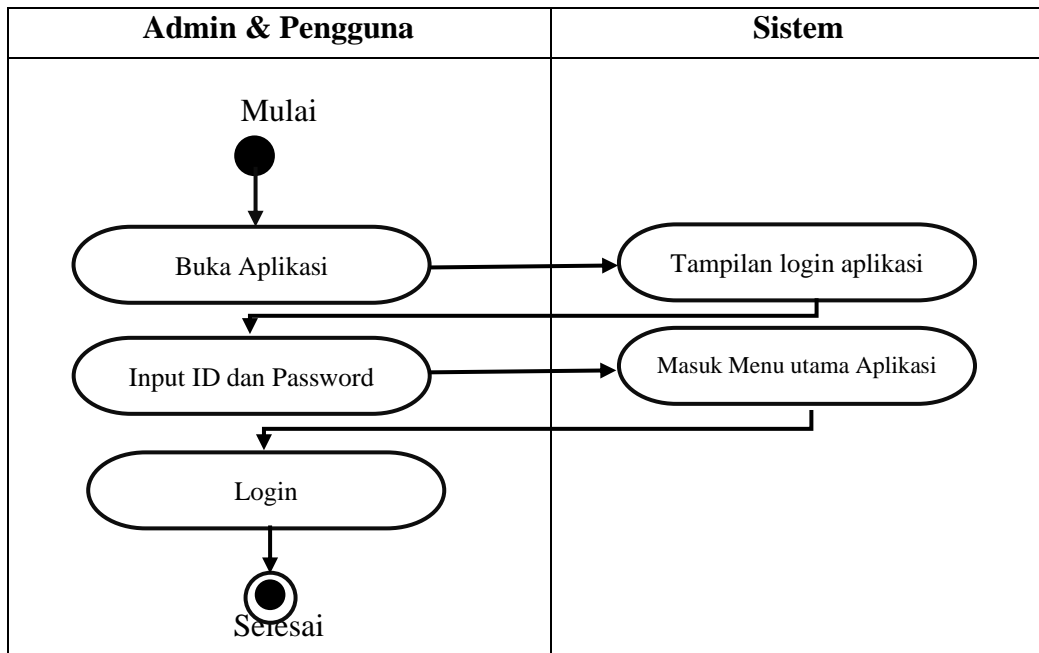 Admin & Pengguna
Sistem
Mulai
Buka Aplikasi
Tampilan login aplikasi
Input ID dan Password
Masuk Menu utama Aplikasi
Login
Selesai